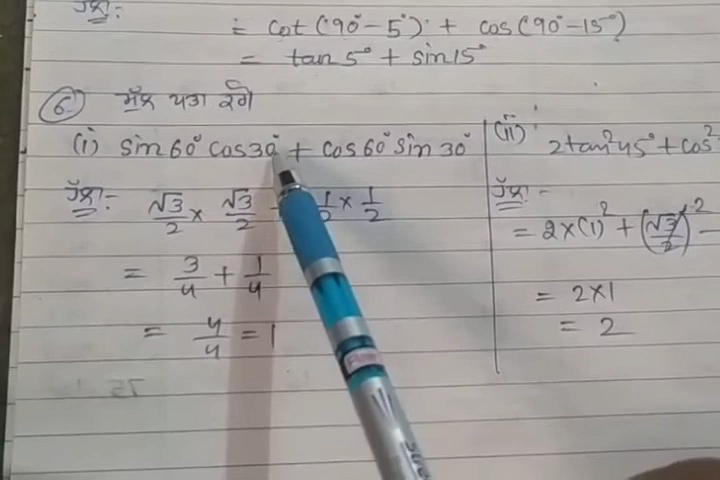 ਹੱਲ:
= cot (90° - 5°) + cos (90° - 15°)
= tan 5° + sin 15°
6. ਮੁੱਲ ਪਤਾ ਕਰੋ
(i) sin 60° cos 30° + cos 60° sin 30°
ਹੱਲ:- √3/2 × √3/2 + 1/2 × 1/2
= 3/4 + 1/4
= 4/4 = 1
(ii) 2tan²45° + cos²
ਹੱਲ:-
= 2×(1)² + (√3/2)² -
= 2×1
= 2